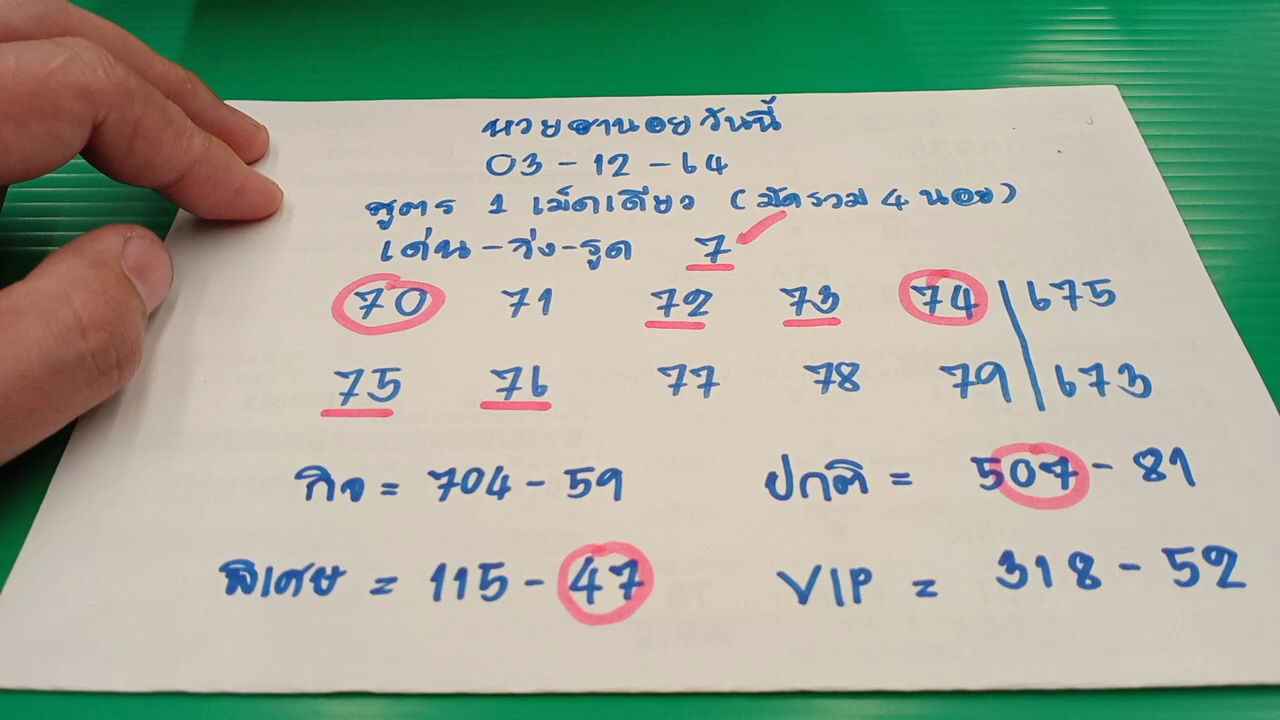 หวยฮานอยวันนี้
03-12-64
สูตร 1 เม็ดเดียว (มัดรวม 4 นอย)
เด่น-วิ่ง-รูด 7
70 71 72 73 74 | 675
75 76 77 78 79 | 673
กิจ = 704-59 ปกติ = 507-81
พิเศษ = 115-47 VIP = 318-52